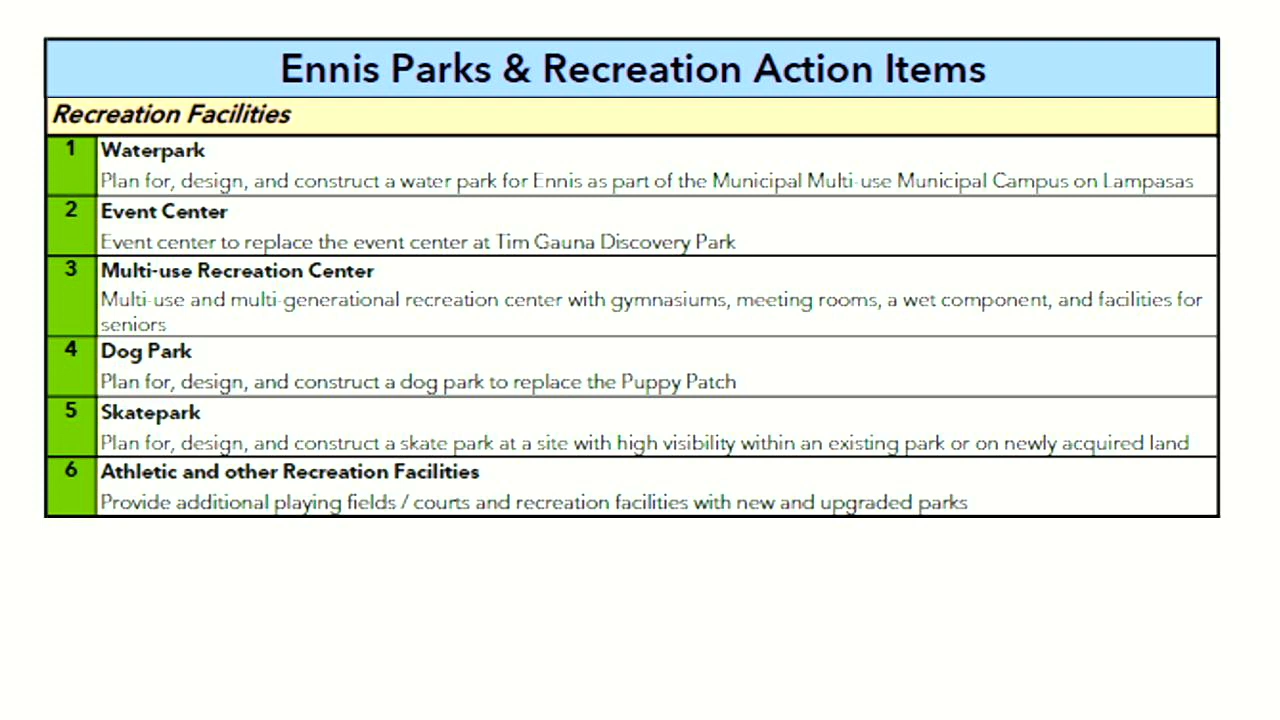 Ennis Parks & Recreation Action Items
Recreation Facilities
1 Waterpark
Plan for, design, and construct a water park for Ennis as part of the Municipal Multi-use Municipal Campus on Lampasas
2 Event Center
Event center to replace the event center at Tim Gauna Discovery Park
3 Multi-use Recreation Center
Multi-use and multi-generational recreation center with gymnasiums, meeting rooms, a wet component, and facilities for
seniors
4 Dog Park
Plan for, design, and construct a dog park to replace the Puppy Patch
5 Skatepark
Plan for, design, and construct a skate park at a site with high visibility within an existing park or on newly acquired land
6 Athletic and other Recreation Facilities
Provide additional playing fields / courts and recreation facilities with new and upgraded parks